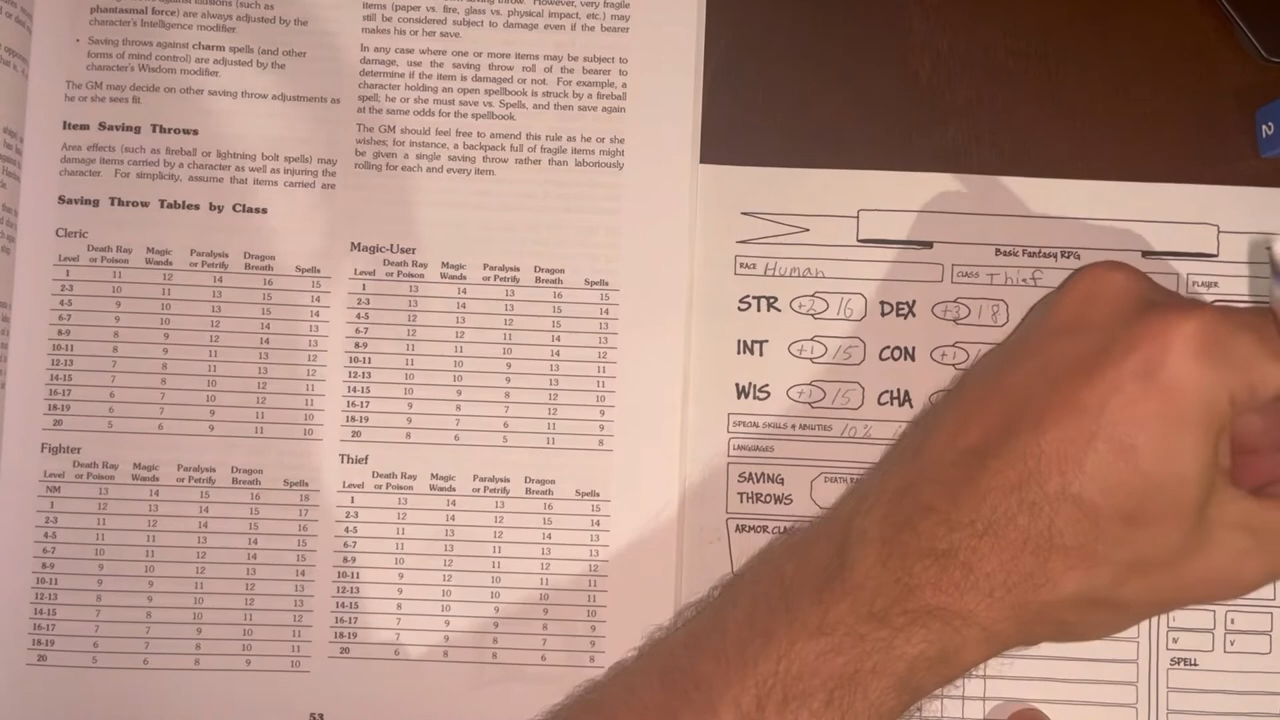 illusions (such as
phantasmal force) are always adjusted by the
character's Intelligence modifier.
• Saving throws against charm spells (and other
forms of mind control) are adjusted by the
character's Wisdom modifier.
The GM may decide on other saving throw adjustments as
he or she sees fit.
Item Saving Throws
Area effects (such as fireball or lightning bolt spells) may
damage items carried by a character as well as injuring the
character. For simplicity, assume that items carried are
throw. However, very fragile
items (paper vs. fire, glass vs. physical impact, etc.) may
still be considered subject to damage even if the bearer
makes his or her save.
In any case where one or more items may be subject to
damage, use the saving throw roll of the bearer to
determine if the item is damaged or not. For example, a
character holding an open spellbook is struck by a fireball
spell; he or she must save vs. Spells, and then save again
at the same odds for the spellbook.
The GM should feel free to amend this rule as he or she
wishes; for instance, a backpack full of fragile items might
be given a single saving throw rather than laboriously
rolling for each and every item.
Saving Throw Tables by Class
Cleric
Death Ray Magic Paralysis Dragon
Level or Poison Wands or Petrify Breath Spells
1 11 12 14 16 15
2-3 10 11 13 15 14
4-5 9 10 13 15 14
6-7 9 10 12 14 13
8-9 8 9 12 14 13
10-11 8 9 11 13 12
12-13 7 8 11 13 12
14-15 7 8 10 12 11
16-17 6 7 10 12 11
18-19 6 7 9 11 10
20 5 6 9 11 10
Magic-User
Death Ray Magic Paralysis Dragon
Level or Poison Wands or Petrify Breath Spells
1 13 14 13 16 15
2-3 13 14 13 15 14
4-5 12 13 12 15 13
6-7 12 12 11 14 13
8-9 11 11 10 14 12
10-11 11 10 9 13 11
12-13 10 10 9 13 11
14-15 10 9 8 12 10
16-17 9 8 7 12 9
18-19 9 7 6 11 9
20 8 6 5 11 8
Fighter
Death Ray Magic Paralysis Dragon
Level or Poison Wands or Petrify Breath Spells
NM 13 14 15 16 18
1 12 13 14 15 17
2-3 11 12 14 15 16
4-5 11 11 13 14 15
6-7 10 11 12 14 15
8-9 9 10 12 13 14
10-11 9 9 11 12 13
12-13 8 9 10 12 13
14-15 7 8 10 11 12
16-17 7 7 9 10 11
18-19 6 7 8 10 11
20 5 6 8 9 10
Thief
Death Ray Magic Paralysis Dragon
Level or Poison Wands or Petrify Breath Spells
1 13 14 13 16 15
2-3 12 14 12 15 14
4-5 11 13 12 14 13
6-7 11 13 11 13 13
8-9 10 12 11 12 12
10-11 9 12 10 11 11
12-13 9 10 10 10 11
14-15 8 10 9 9 10
16-17 7 9 9 8 9
18-19 7 9 8 7 9
20 6 8 8 6 8
53
Basic Fantasy RPG
RACE Human CLASS Thief PLAYER
STR +2 16 DEX +3 18
INT +1 15 CON +1
WIS +1 15 CHA
SPECIAL SKILLS & ABILITIES 10%
LANGUAGES
SAVING
THROWS
DEATH
ARMOR
I II
IV V
SPELL
2